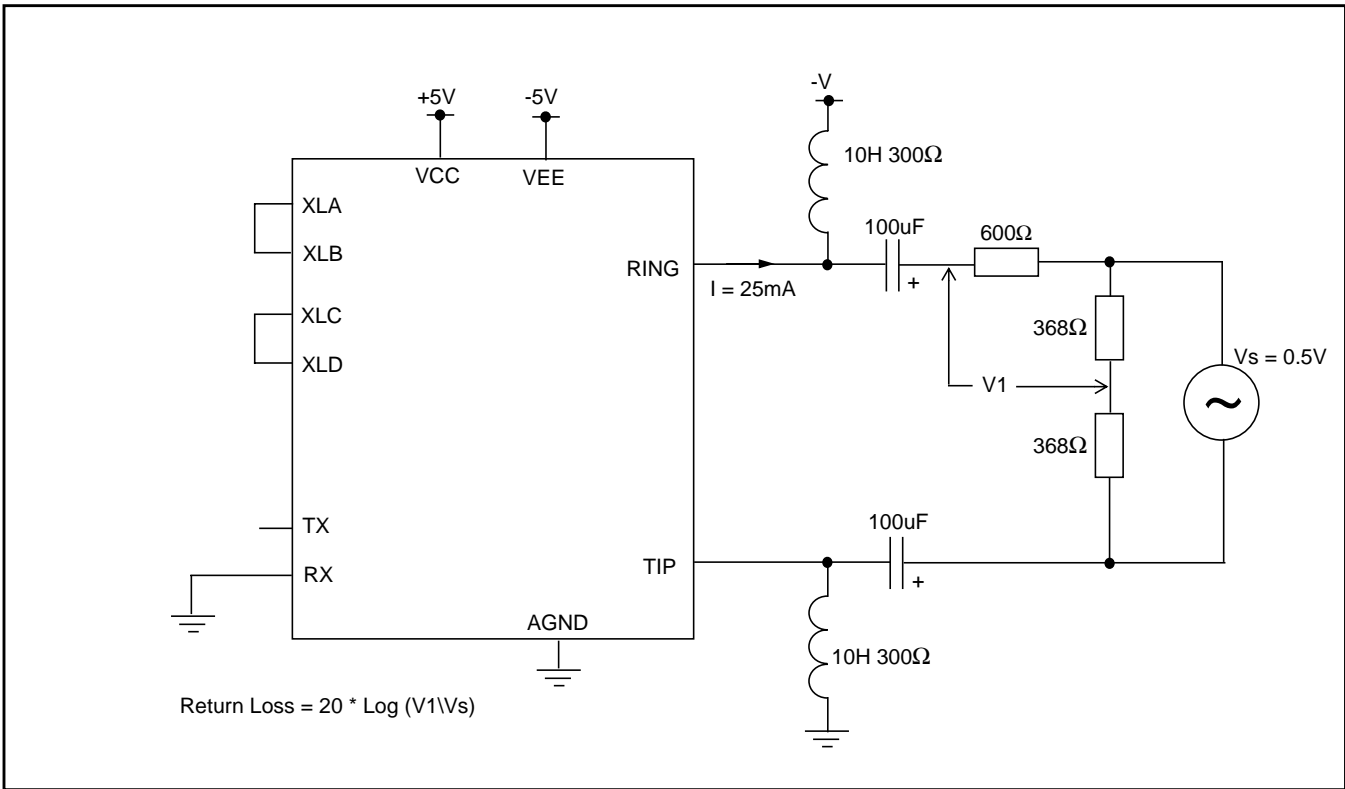 +5V
-5V
-V
VCC
VEE
10H 300Ω
XLA
XLB
100uF
600Ω
RING
I = 25mA
+
XLC
368Ω
XLD
Vs = 0.5V
V1
~
368Ω
TX
100uF
RX
TIP
+
AGND
10H 300Ω
Return Loss = 20 * Log (V1\Vs)